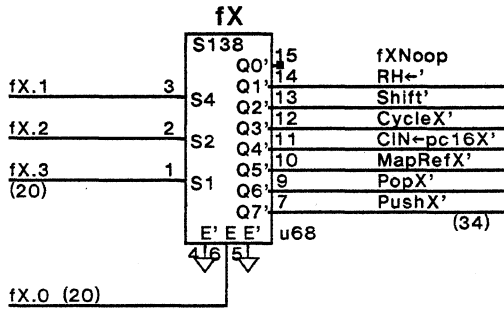 fX
S138
15 fXNoop
Q0'
14 RH←'
Q1'
fX.1 3 S4
13 Shift'
Q2'
12 CycleX'
Q3'
fX.2 2 S2
11 CIN←pc16X'
Q4'
10 MapRefX'
Q5'
fX.3 1 S1
(20)
9 PopX'
Q6'
7 PushX'
Q7'
(34)
E' E E'
u68
4 6 5
fX.0 (20)